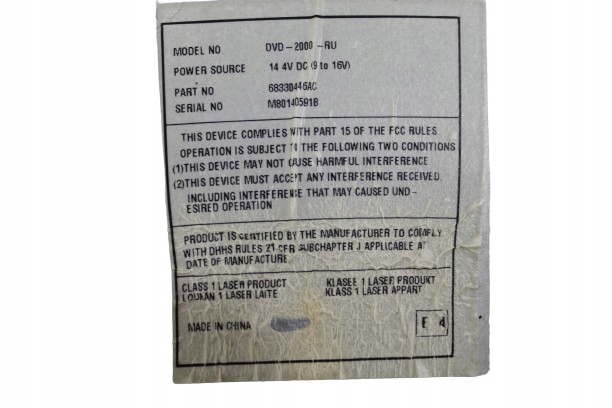 MODEL NO DVD-2000-RU
POWER SOURCE 14 4V DC (9 to 16V)
PART NO 68330446AC
SERIAL NO M80140591B
THIS DEVICE COMPLIES WITH PART 15 OF THE FCC RULES
OPERATION IS SUBJECT TO THE FOLLOWING TWO CONDITIONS
(1)THIS DEVICE MAY NOT CAUSE HARMFUL INTERFERENCE
(2)THIS DEVICE MUST ACCEPT ANY INTERFERENCE RECEIVED,
INCLUDING INTERFERENCE THAT MAY CAUSED UND-
ESIRED OPERATION
PRODUCT IS CERTIFIED BY THE MANUFACTURER TO COMPLY
WITH DHHS RULES 21 CFR SUBCHAPTER J APPLICABLE AT
DATE OF MANUFACTURE
CLASS 1 LASER PRODUCT KLASEE 1 LASER PRODUKT
LOUKAN 1 LASER LAITE KLASS 1 LASER APPART
MADE IN CHINA
E 4